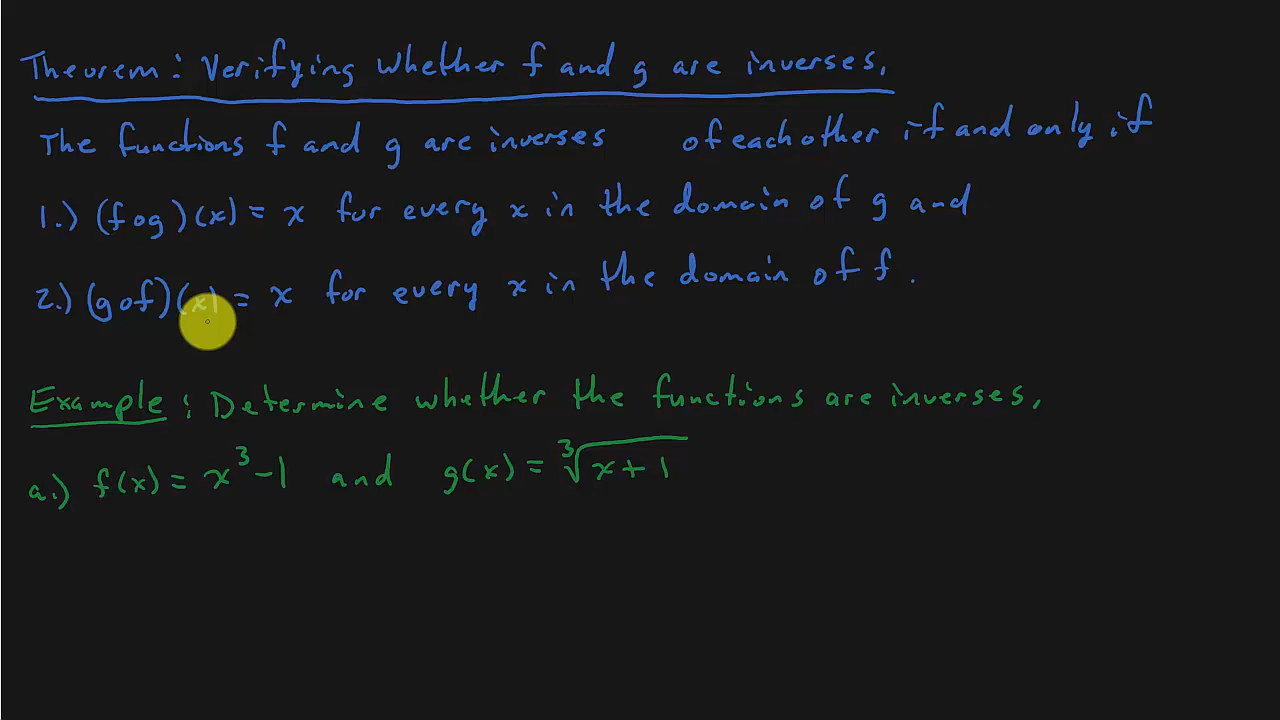 Theorem: Verifying whether f and g are inverses.
The functions f and g are inverses of each other if and only if
1.) (f o g)(x) = x for every x in the domain of g and
2.) (g o f)(x) = x for every x in the domain of f.
Example: Determine whether the functions are inverses.
a.) f(x) = x³ - 1 and g(x) = ∛(x + 1)